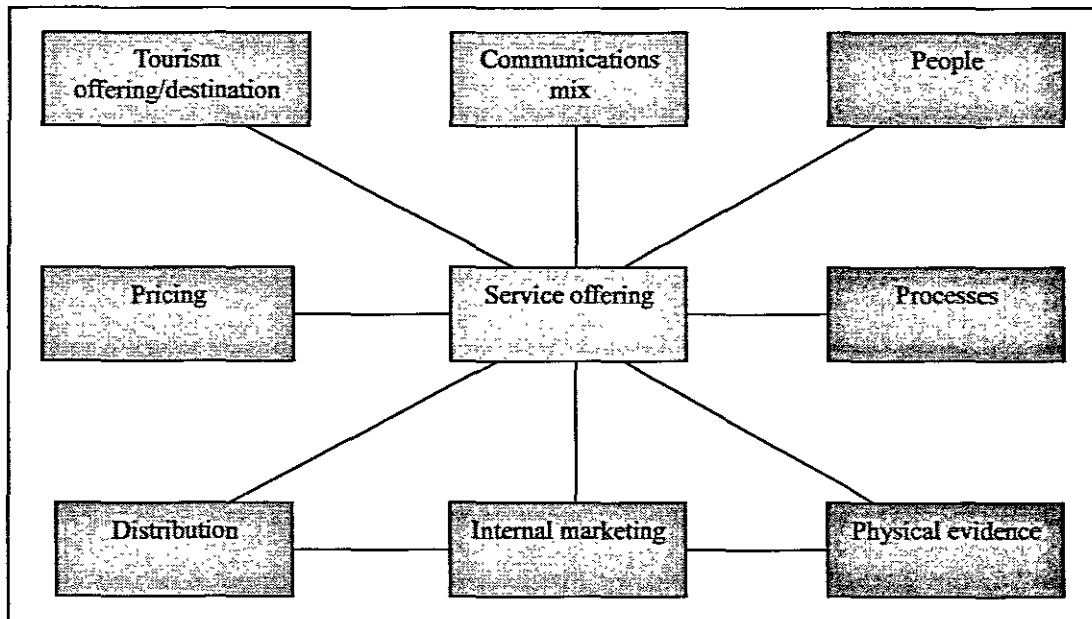 Tourism
offering/destination
Communications
mix
People
Pricing
Service offering
Processes
Distribution
Internal marketing
Physical evidence